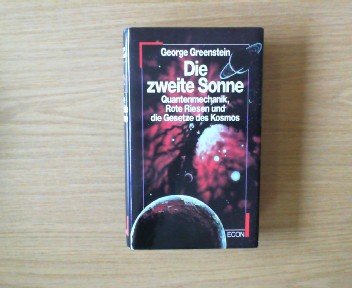 George Greenstein
Die
zweite Sonne
Quantenmechanik,
Rote Riesen und
die Gesetze des Kosmos
ECON